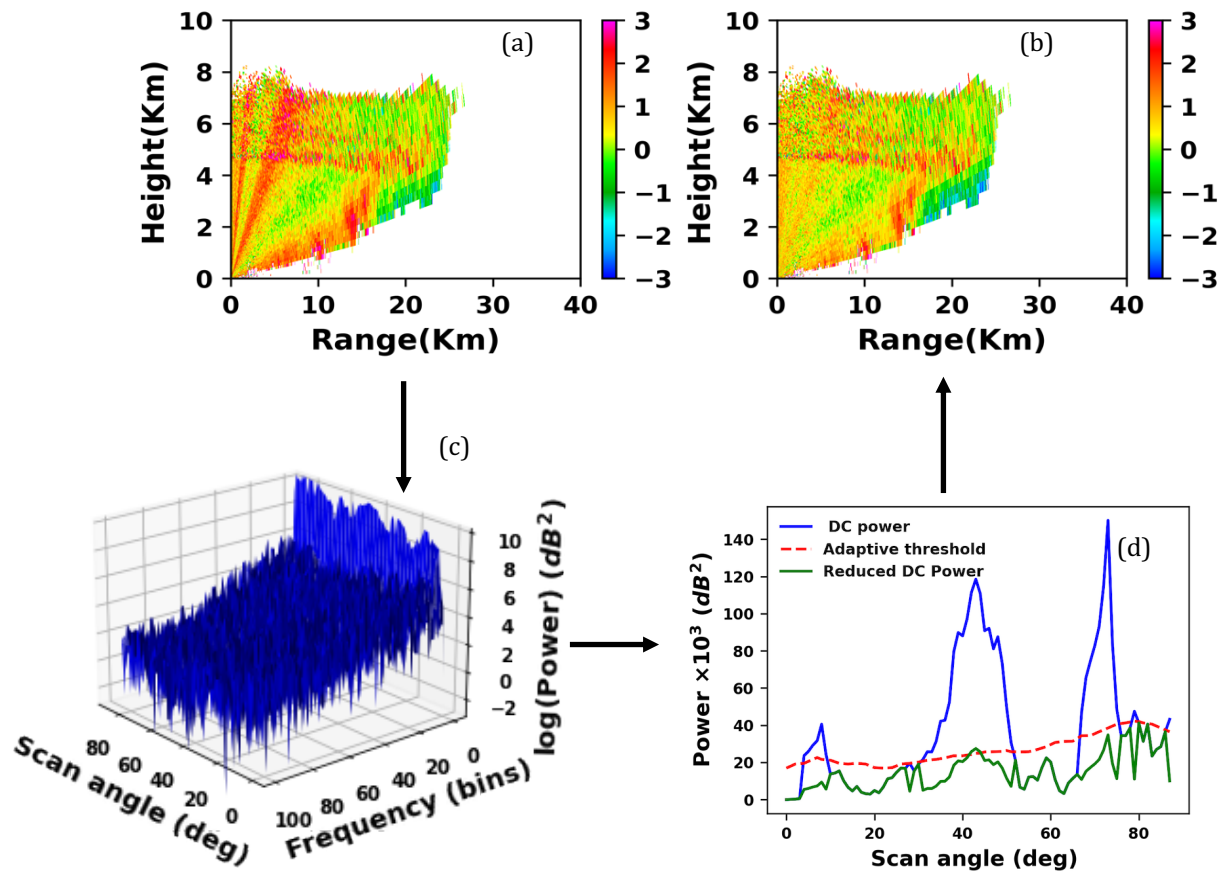 (a)
10
8
6
4
2
0
Height(Km)
0 10 20 30 40
Range(Km)
3
2
1
0
−1
−2
−3
(b)
10
8
6
4
2
0
Height(Km)
0 10 20 30 40
Range(Km)
3
2
1
0
−1
−2
−3
(c)
10
8
6
4
2
0
−2
log(Power) (dB²)
80 60 40 20 0
Scan angle (deg)
100 80 60 40 20 0
Frequency (bins)
(d)
DC power
Adaptive threshold
Reduced DC Power
140
120
100
80
60
40
20
0
Power ×10³ (dB²)
0 20 40 60 80
Scan angle (deg)